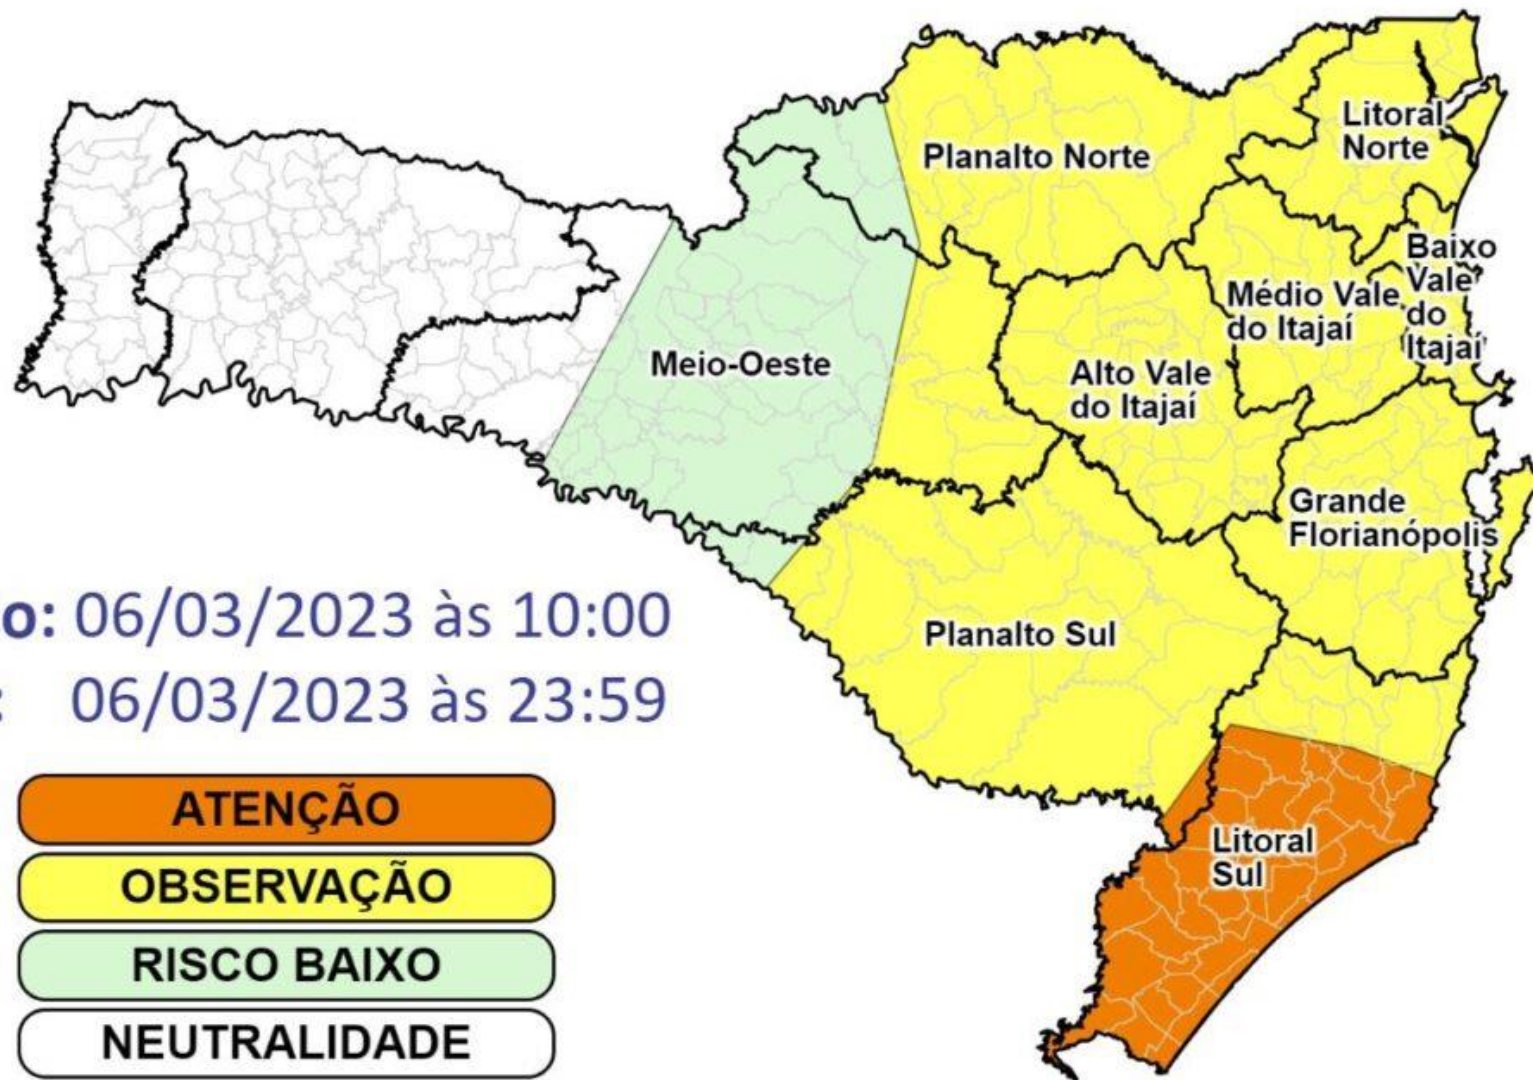 Litoral
Norte
Planalto Norte
Baixo
Vale
do
Itajaí
Médio Vale
do Itajaí
Meio-Oeste
Alto Vale
do Itajaí
Grande
Florianópolis
o: 06/03/2023 às 10:00
Planalto Sul
: 06/03/2023 às 23:59
Litoral
Sul
ATENÇÃO
OBSERVAÇÃO
RISCO BAIXO
NEUTRALIDADE